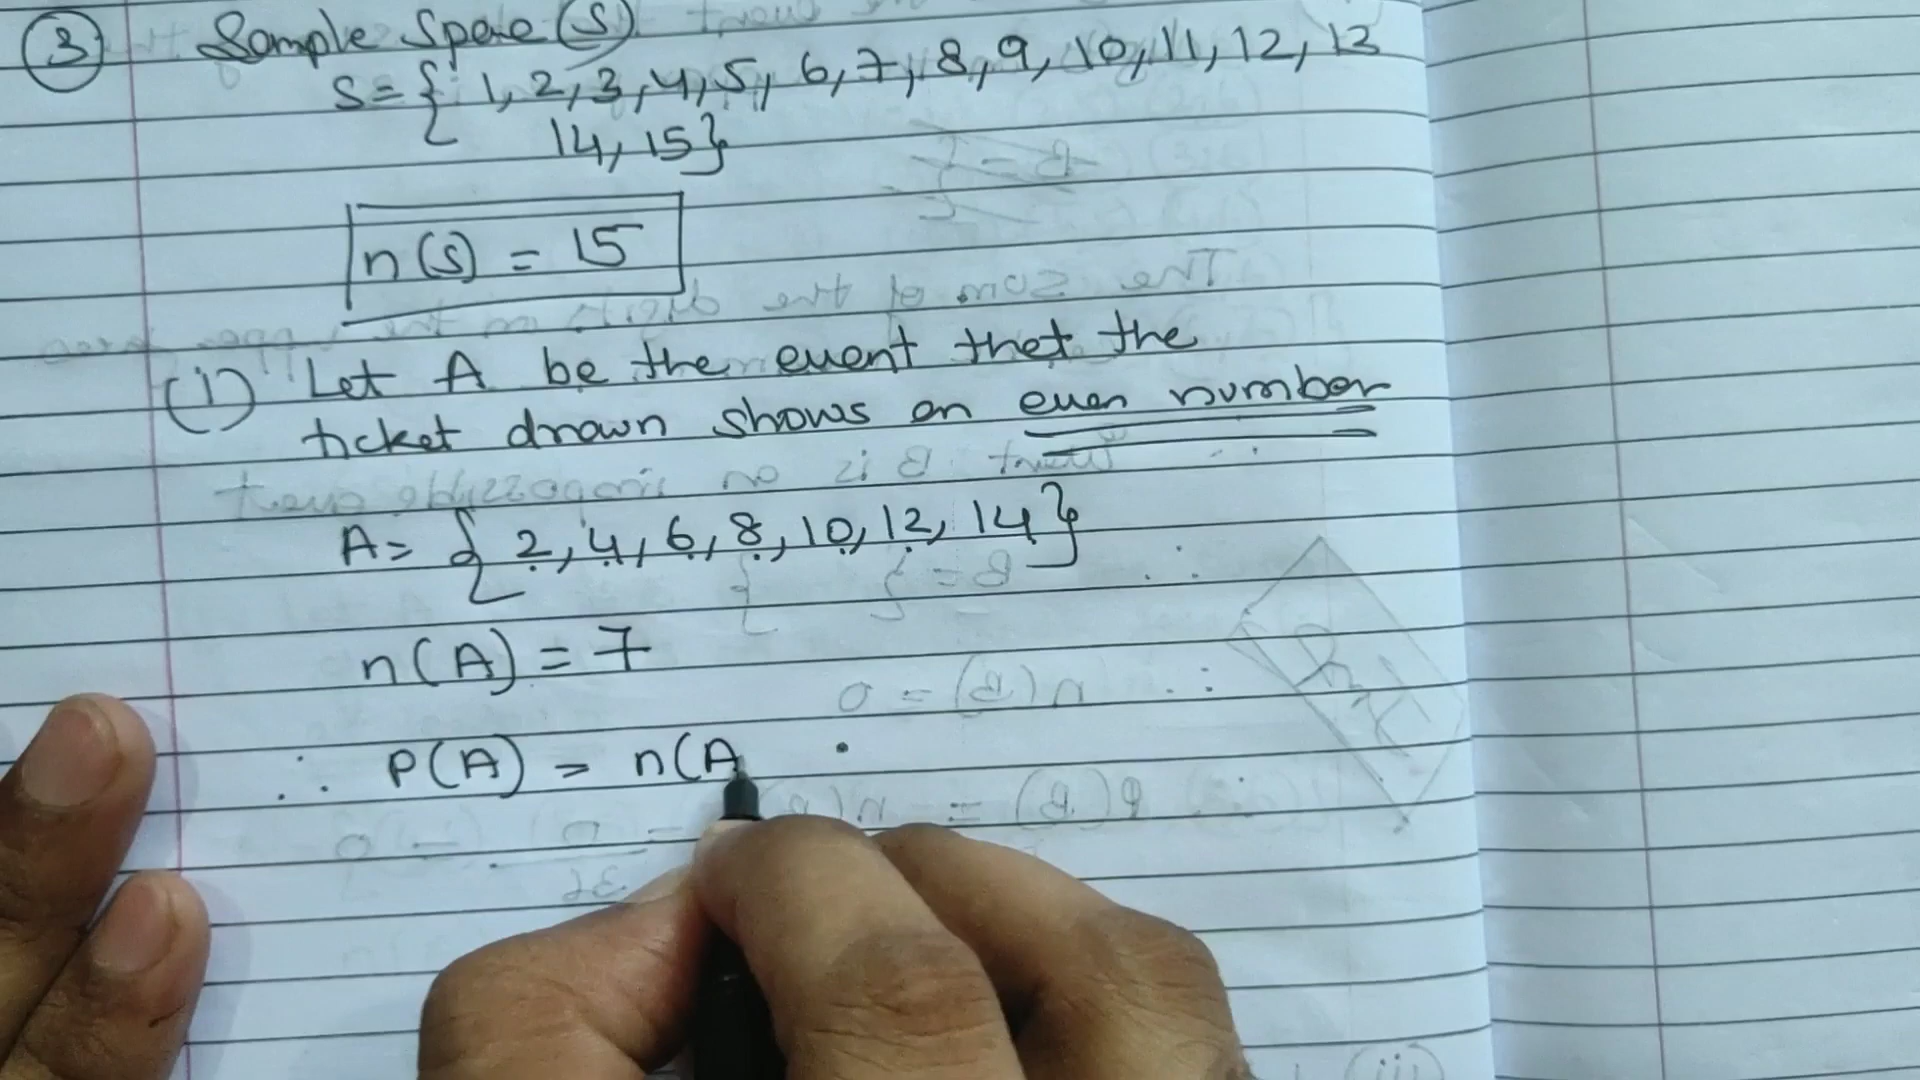 ③ Sample Space (S)
S = { 1, 2, 3, 4, 5, 6, 7, 8, 9, 10, 11, 12, 13
14, 15}
n(S) = 15
(i) Let A be the event that the
ticket drawn shows an even number
A = { 2, 4, 6, 8, 10, 12, 14}
n(A) = 7
∴ P(A) = n(A